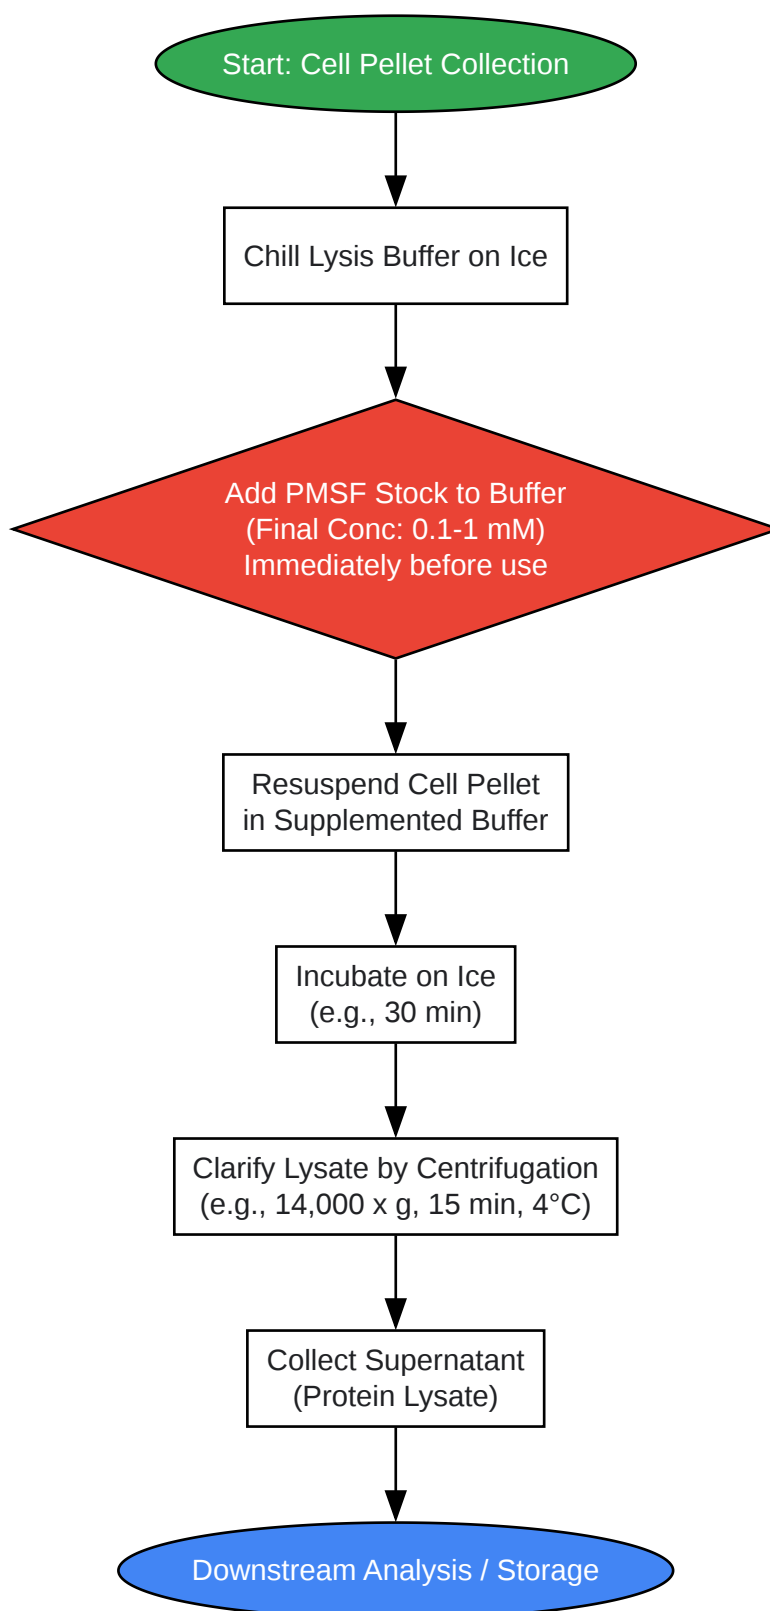 Start: Cell Pellet Collection
Chill Lysis Buffer on Ice
Add PMSF Stock to Buffer
(Final Conc: 0.1-1 mM)
Immediately before use
Resuspend Cell Pellet
in Supplemented Buffer
Incubate on Ice
(e.g., 30 min)
Clarify Lysate by Centrifugation
(e.g., 14,000 x g, 15 min, 4°C)
Collect Supernatant
(Protein Lysate)
Downstream Analysis / Storage